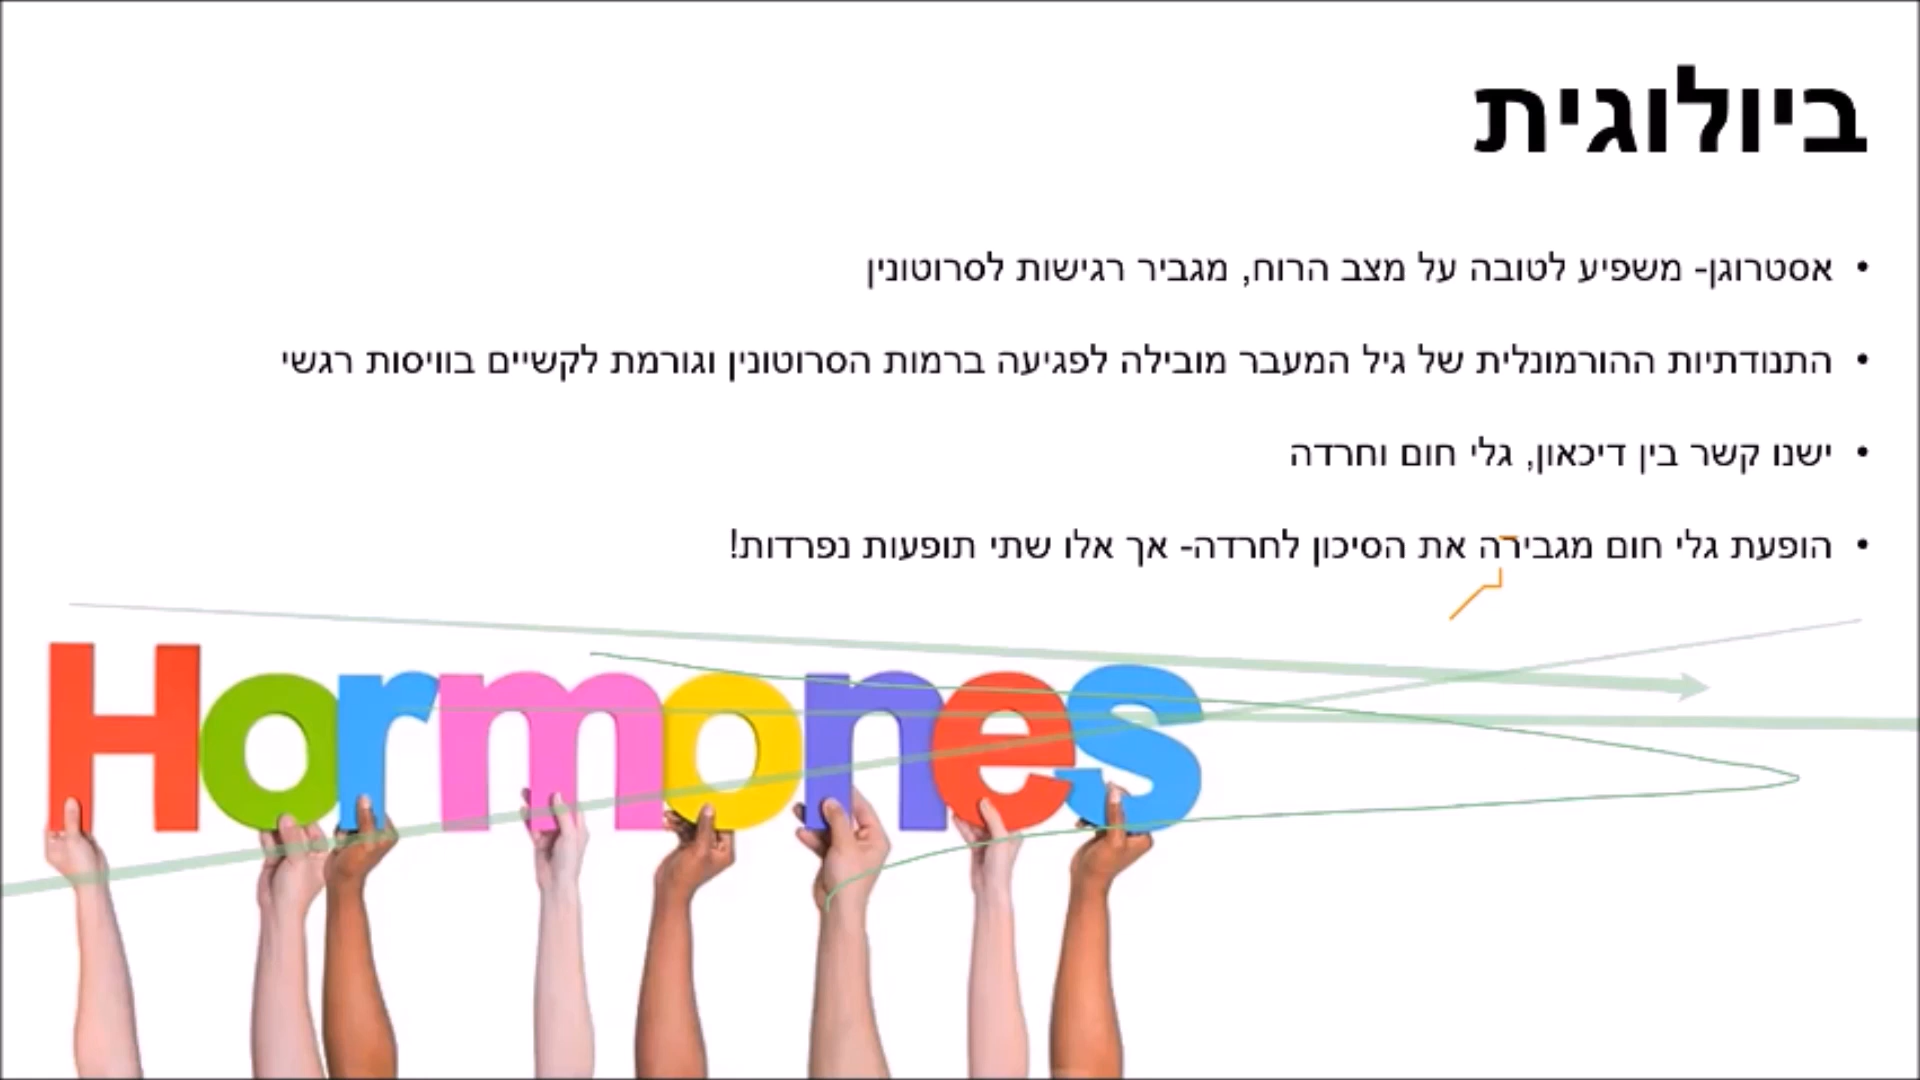 ביולוגית
• אסטרוגן- משפיע לטובה על מצב הרוח, מגביר רגישות לסרוטונין
• התנודתיות ההורמונלית של גיל המעבר מובילה לפגיעה ברמות הסרוטונין וגורמת לקשיים בוויסות רגשי
• ישנו קשר בין דיכאון, גלי חום וחרדה
• הופעת גלי חום מגבירה את הסיכון לחרדה- אך אלו שתי תופעות נפרדות!
Hormones